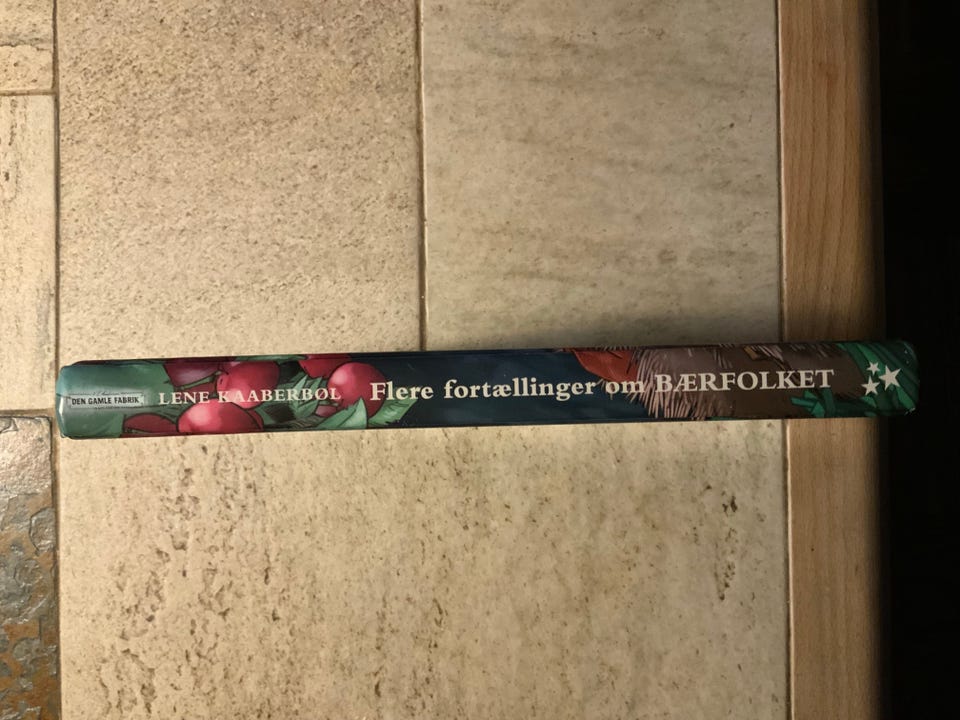 DEN GAMLE FABRIK
LENE KAABERBØL
Flere fortællinger om BÆRFOLKET